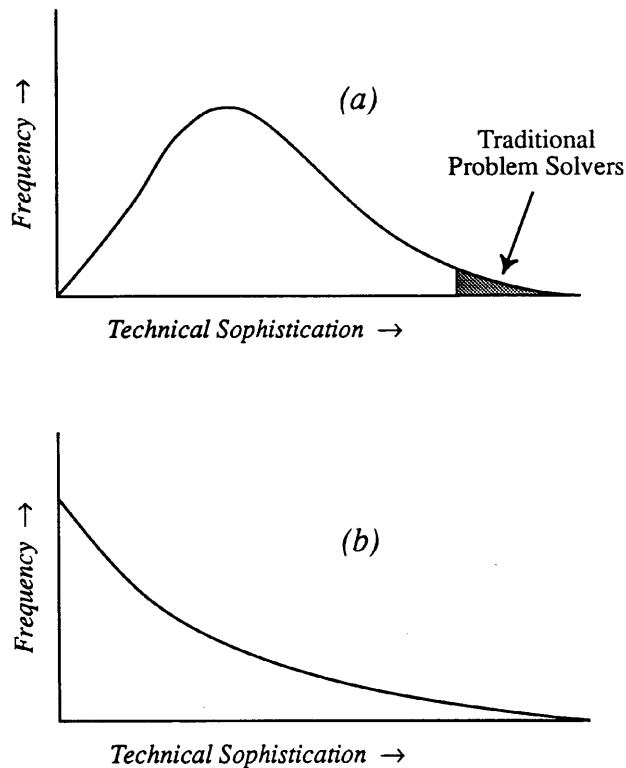 (a)
Traditional
Problem Solvers
Frequency →
Technical Sophistication →
(b)
Frequency →
Technical Sophistication →